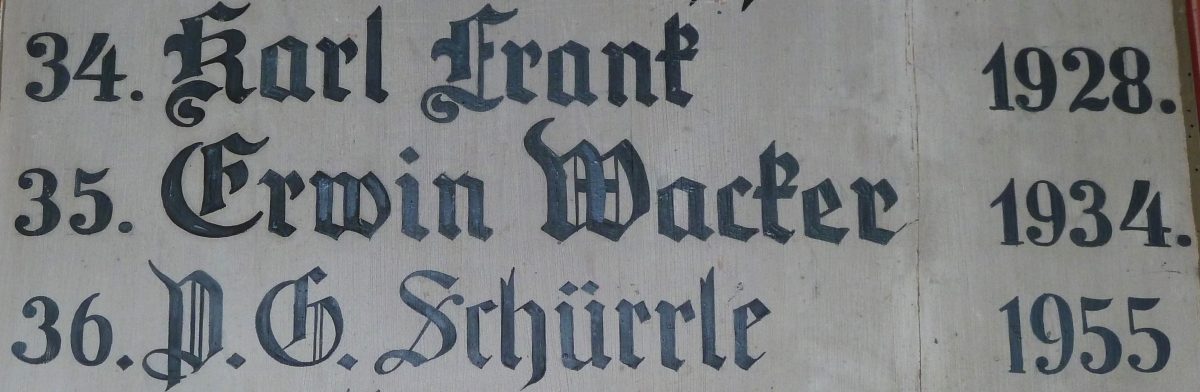 34. Karl Frank 1928.
35. Erwin Wacker 1934.
36. P. G. Schürrle 1955